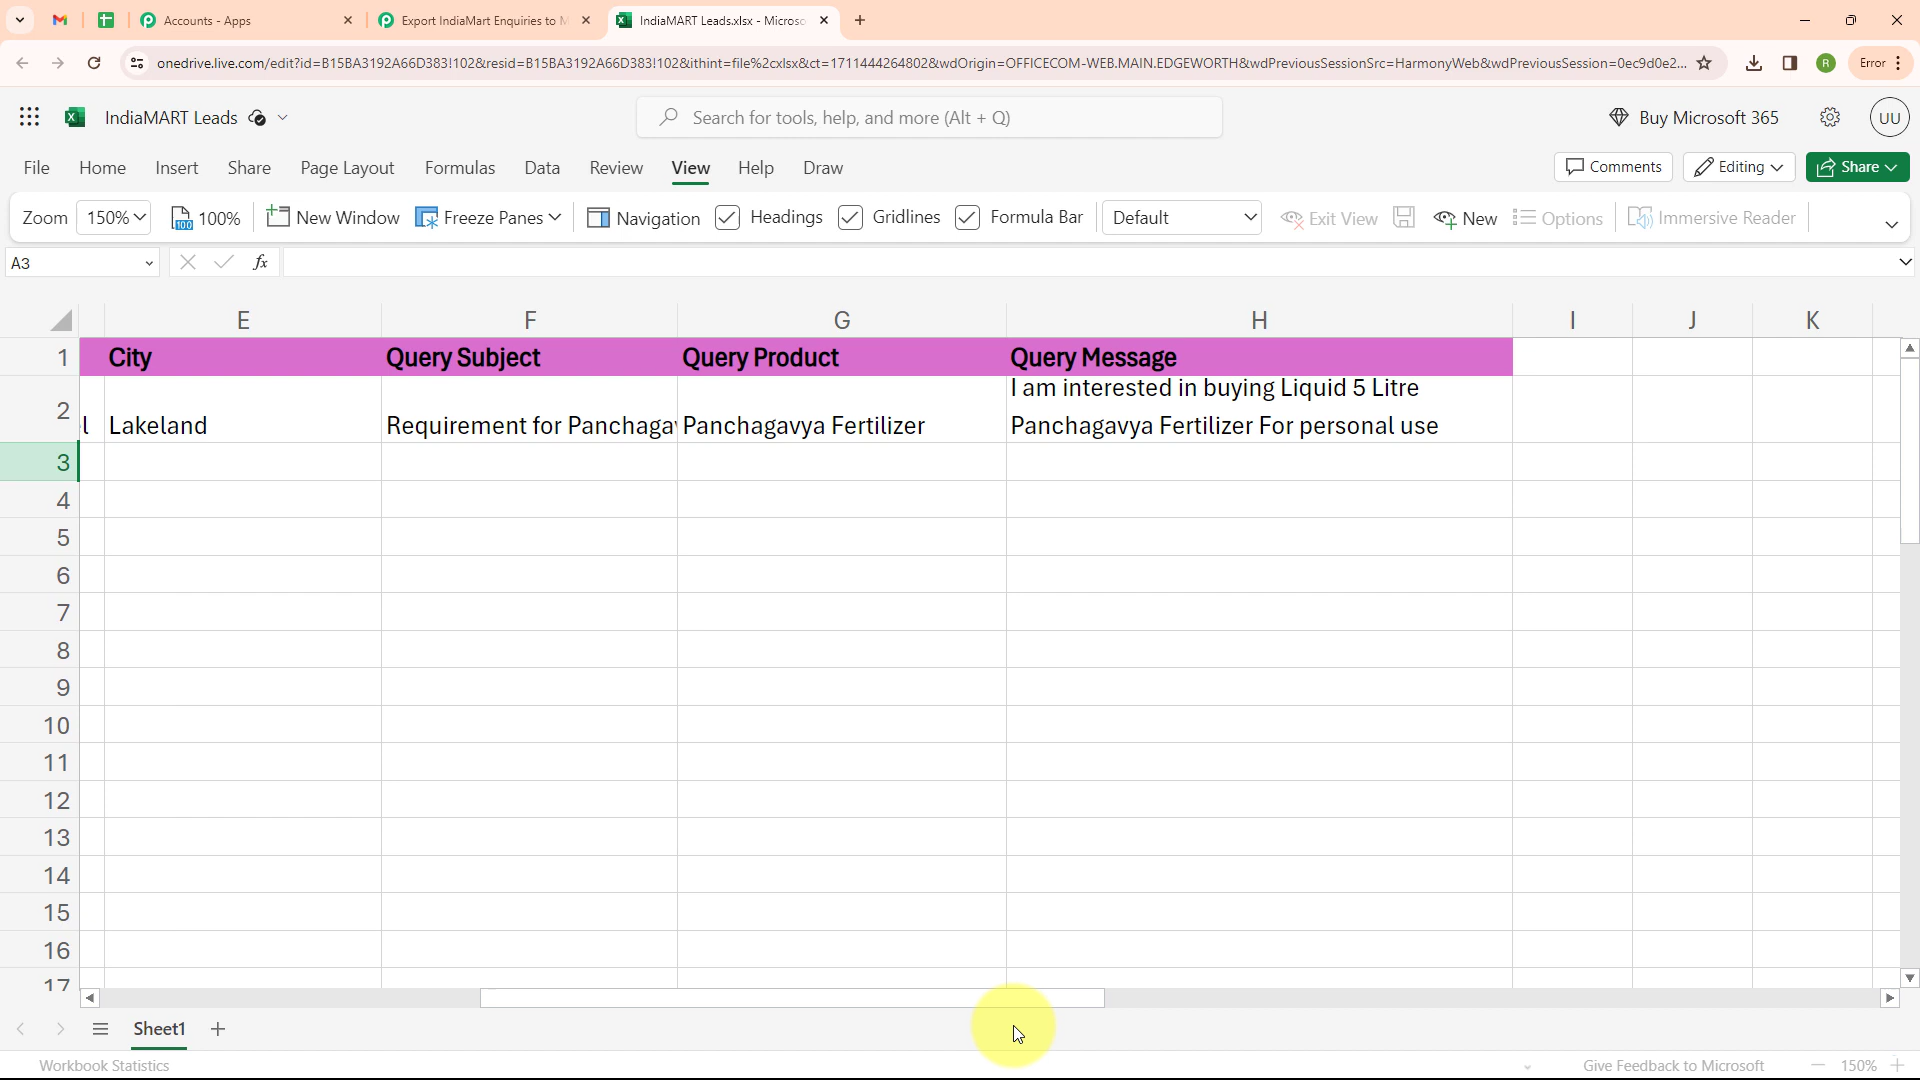 Accounts - Apps
Export IndiaMart Enquiries to M
IndiaMART Leads.xlsx - Microso
onedrive.live.com/edit?id=B15BA3192A66D383!102&resid=B15BA3192A66D383!102&ithint=file%2cxlsx&ct=1711444264802&wdOrigin=OFFICECOM-WEB.MAIN.EDGEWORTH&wdPreviousSessionSrc=HarmonyWeb&wdPreviousSession=0ec9d0e2...
R
Error
IndiaMART Leads
Search for tools, help, and more (Alt + Q)
Buy Microsoft 365
UU
File Home Insert Share Page Layout Formulas Data Review View Help Draw
Comments Editing Share
Zoom 150% 100% New Window Freeze Panes Navigation Headings Gridlines Formula Bar Default Exit View New Options Immersive Reader
A3 fx
E F G H I J K
1 City Query Subject Query Product Query Message
I am interested in buying Liquid 5 Litre
2 l Lakeland Requirement for Panchagav Panchagavya Fertilizer Panchagavya Fertilizer For personal use
3
4
5
6
7
8
9
10
11
12
13
14
15
16
17
Sheet1
Workbook Statistics
Give Feedback to Microsoft
150%